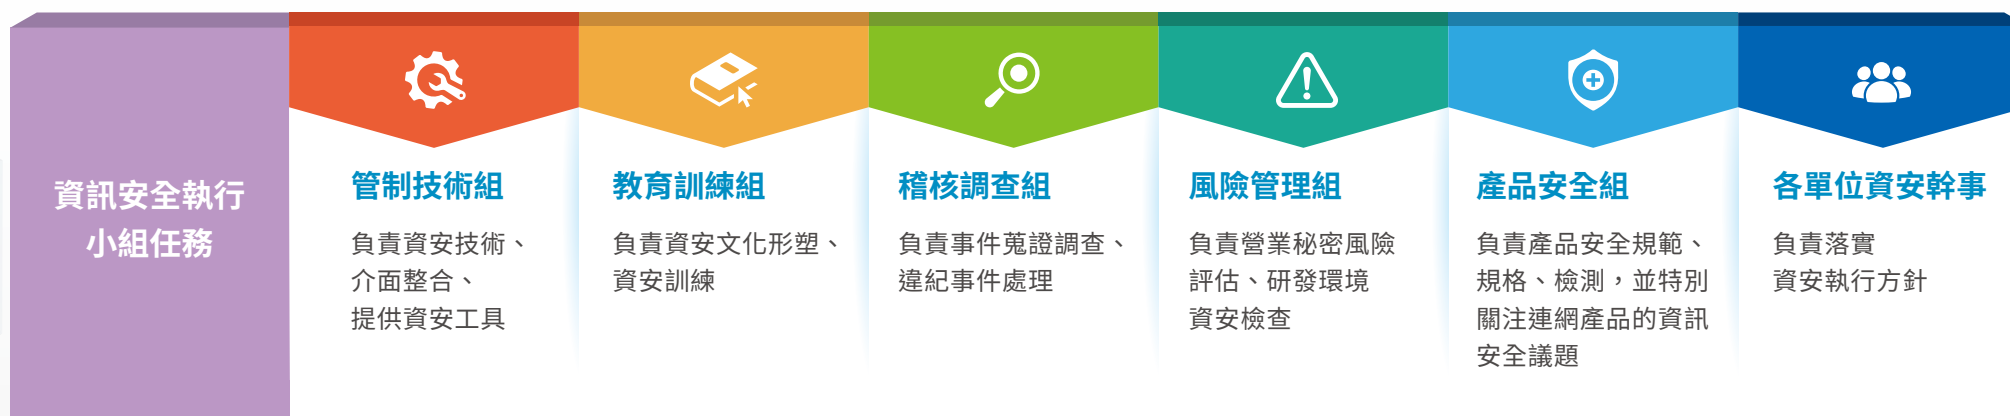 資訊安全執行
小組任務
管制技術組
負責資安技術、
介面整合、
提供資安工具
教育訓練組
負責資安文化形塑、
資安訓練
稽核調查組
負責事件蒐證調查、
違紀事件處理
風險管理組
負責營業秘密風險
評估、研發環境
資安檢查
產品安全組
負責產品安全規範、
規格、檢測，並特別
關注連網產品的資訊
安全議題
各單位資安幹事
負責落實
資安執行方針